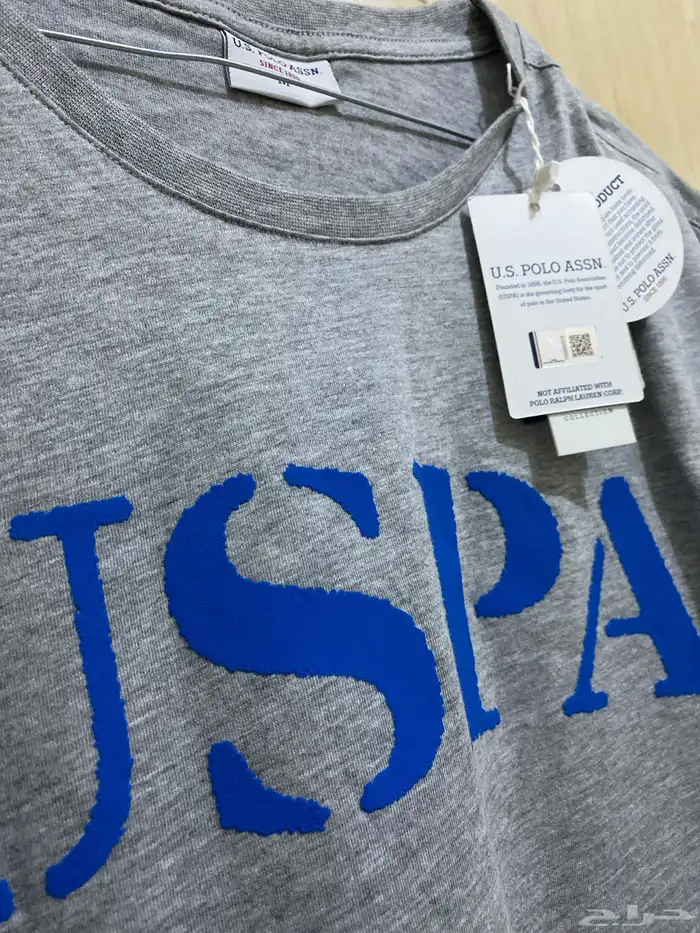 U.S. POLO ASSN.
SINCE 1890
U.S. POLO ASSN.
Founded in 1890, the U.S. Polo Association
(USPA) is the governing body for the sport
of polo in the United States.
NOT AFFILIATED WITH
POLO RALPH LAUREN CORP.
U.S. POLO ASSN.
SINCE 1890
COLLECTION
USPA
حراج